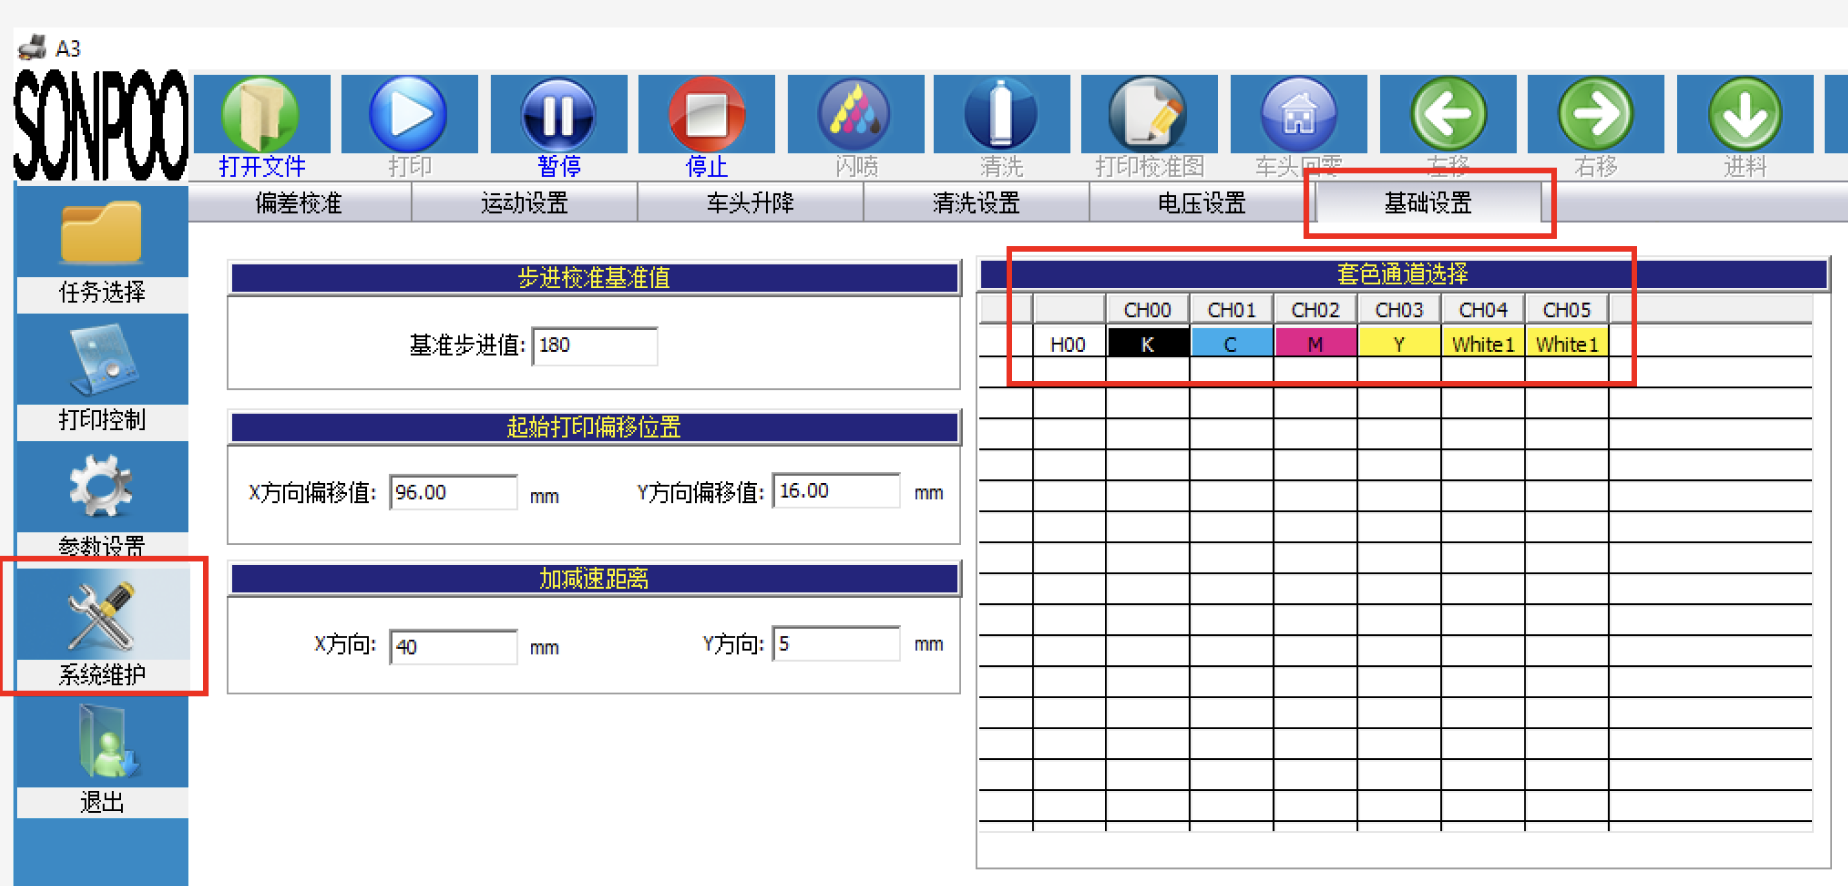 A3
SONPOO
打开文件 打印 暂停 停止 闪喷 清洗 打印校准图 车头回零 左移 右移 进料
偏差校准 运动设置 车头升降 清洗设置 电压设置 基础设置
任务选择
打印控制
参数设置
系统维护
退出
步进校准基准值
基准步进值: 180
起始打印偏移位置
X方向偏移值: 96.00 mm Y方向偏移值: 16.00 mm
加减速距离
X方向: 40 mm Y方向: 5 mm
套色通道选择
CH00 CH01 CH02 CH03 CH04 CH05
H00 K C M Y White1 White1